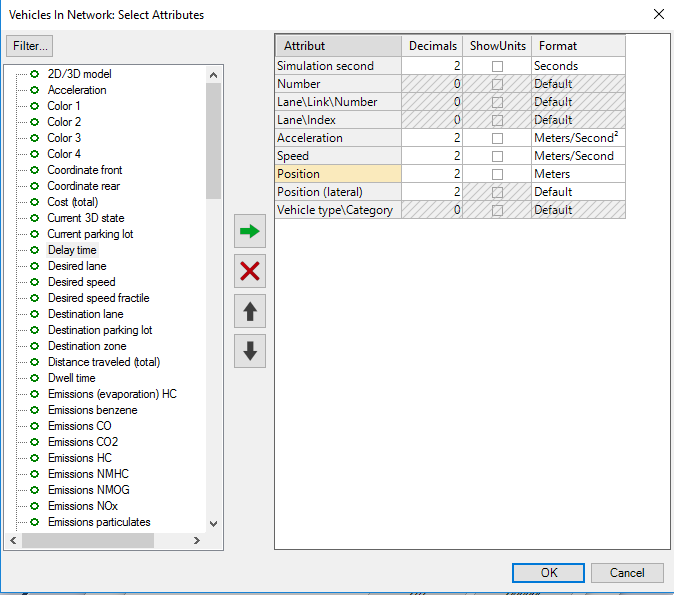 Vehicles In Network: Select Attributes
Filter...
2D/3D model
Acceleration
Color 1
Color 2
Color 3
Color 4
Coordinate front
Coordinate rear
Cost (total)
Current 3D state
Current parking lot
Delay time
Desired lane
Desired speed
Desired speed fractile
Destination lane
Destination parking lot
Destination zone
Distance traveled (total)
Dwell time
Emissions (evaporation) HC
Emissions benzene
Emissions CO
Emissions CO2
Emissions HC
Emissions NMHC
Emissions NMOG
Emissions NOx
Emissions particulates
Attribut Decimals ShowUnits Format
Simulation second 2 Seconds
Number 0 Default
Lane\Link\Number 0 Default
Lane\Index 0 Default
Acceleration 2 Meters/Second²
Speed 2 Meters/Second
Position 2 Meters
Position (lateral) 2 Default
Vehicle type\Category 0 Default
OK Cancel